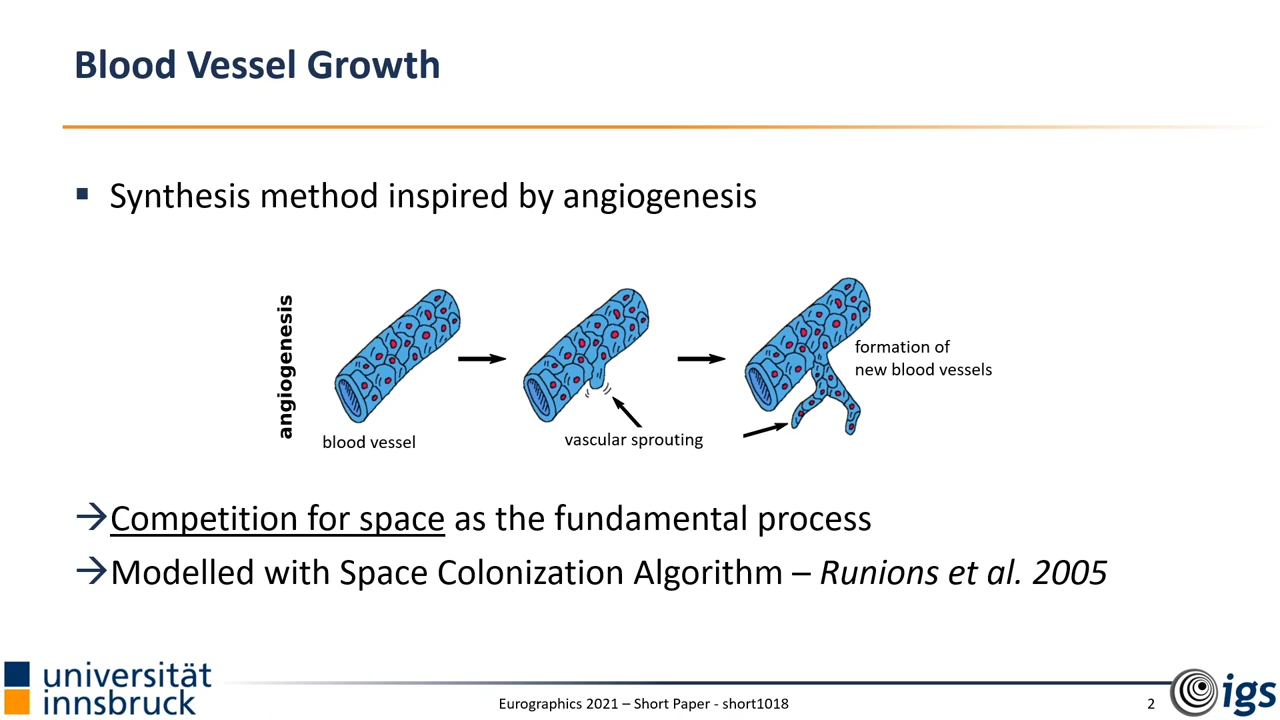 Blood Vessel Growth
▪ Synthesis method inspired by angiogenesis
angiogenesis
blood vessel
vascular sprouting
formation of
new blood vessels
→Competition for space as the fundamental process
→Modelled with Space Colonization Algorithm – Runions et al. 2005
universität
innsbruck
Eurographics 2021 – Short Paper - short1018
2
igs